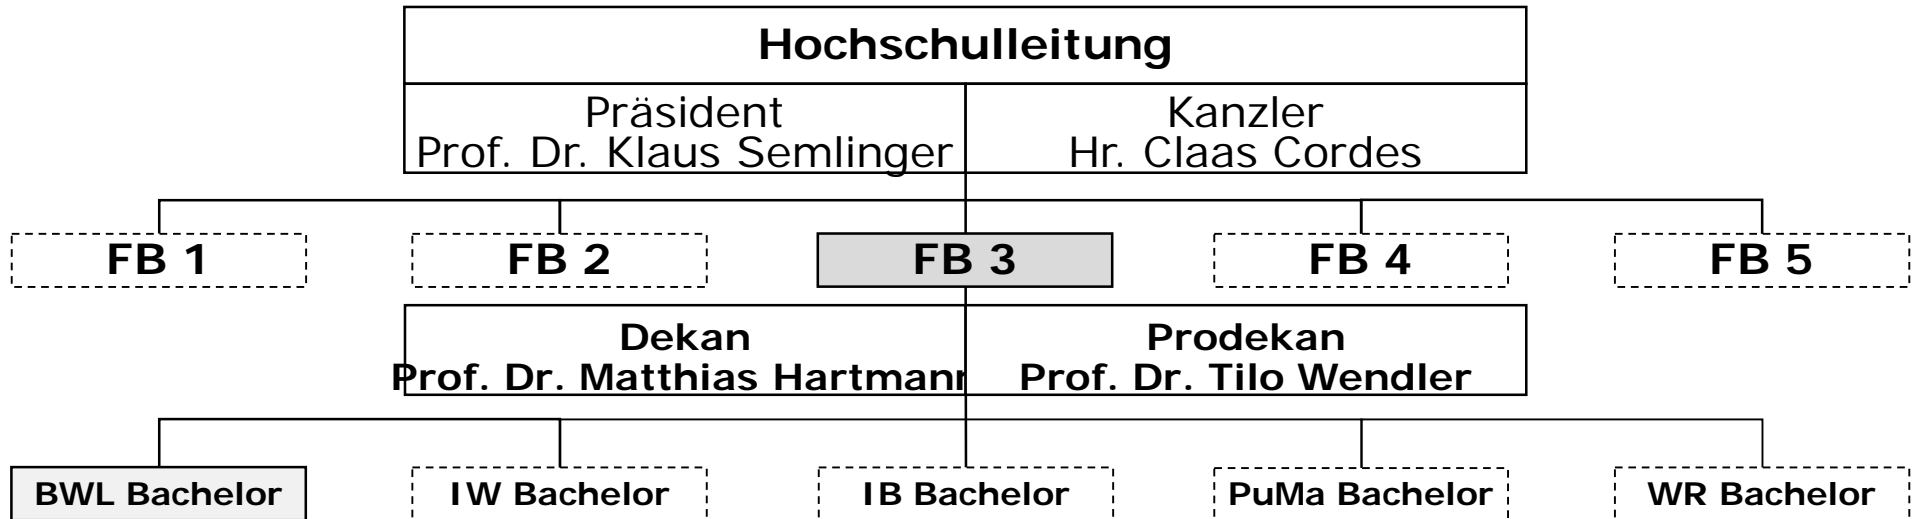 Hochschulleitung
Präsident
Prof. Dr. Klaus Semlinger
Kanzler
Hr. Claas Cordes
FB 1
FB 2
FB 3
FB 4
FB 5
Dekan
Prof. Dr. Matthias Hartmann
Prodekan
Prof. Dr. Tilo Wendler
BWL Bachelor
IW Bachelor
IB Bachelor
PuMa Bachelor
WR Bachelor